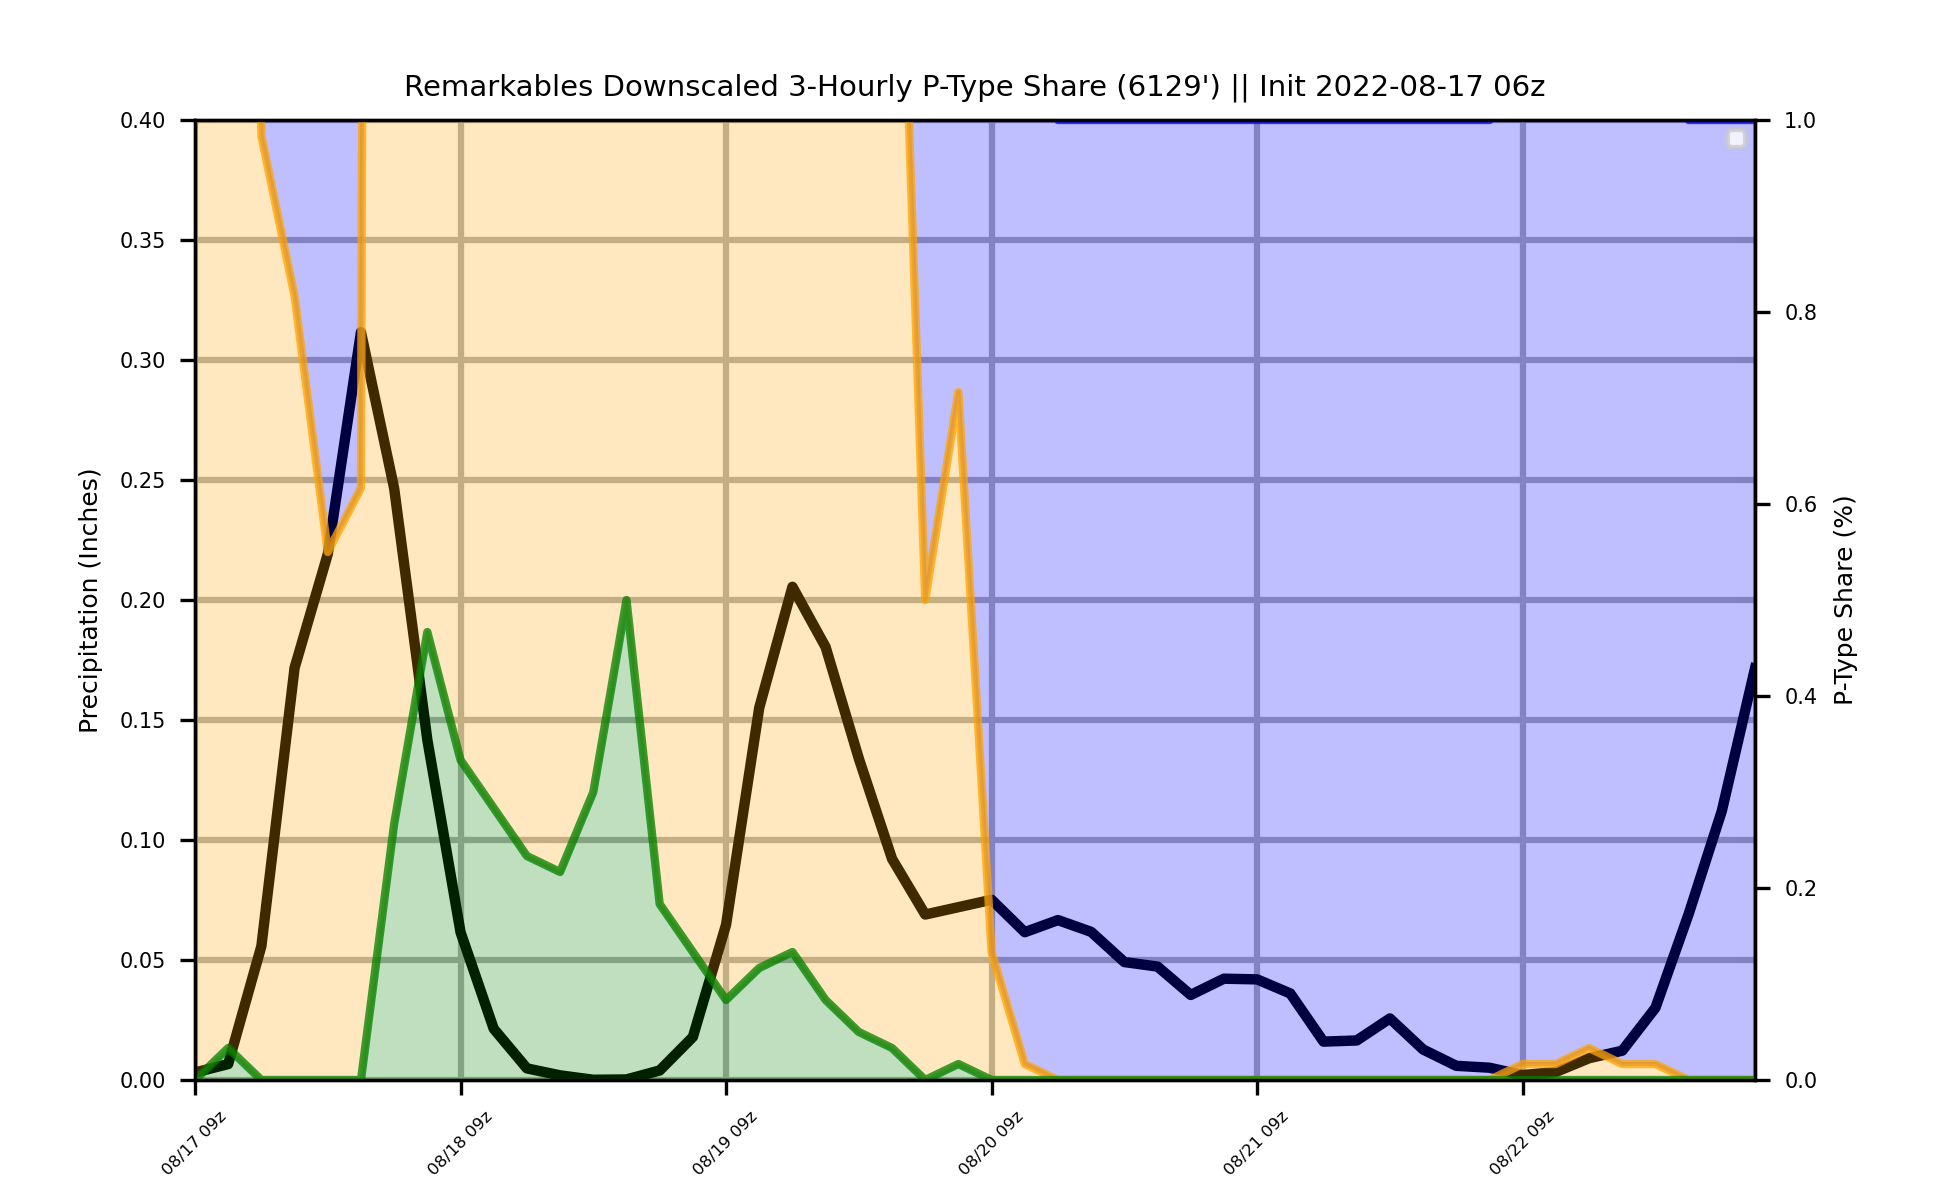 Remarkables Downscaled 3-Hourly P-Type Share (6129') || Init 2022-08-17 06z
0.40
0.35
0.30
0.25
0.20
0.15
0.10
0.05
0.00
Precipitation (Inches)
1.0
0.8
0.6
0.4
0.2
0.0
P-Type Share (%)
08/17 09z
08/18 09z
08/19 09z
08/20 09z
08/21 09z
08/22 09z